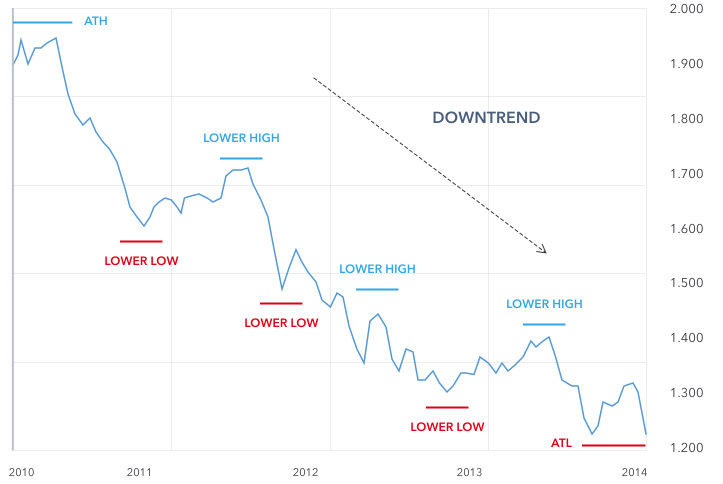 2.000
ATH
1.900
DOWNTREND
1.800
LOWER HIGH
1.700
1.600
LOWER LOW
LOWER HIGH
1.500
LOWER HIGH
LOWER LOW
1.400
1.300
LOWER LOW
ATL
1.200
2010
2011
2012
2013
2014